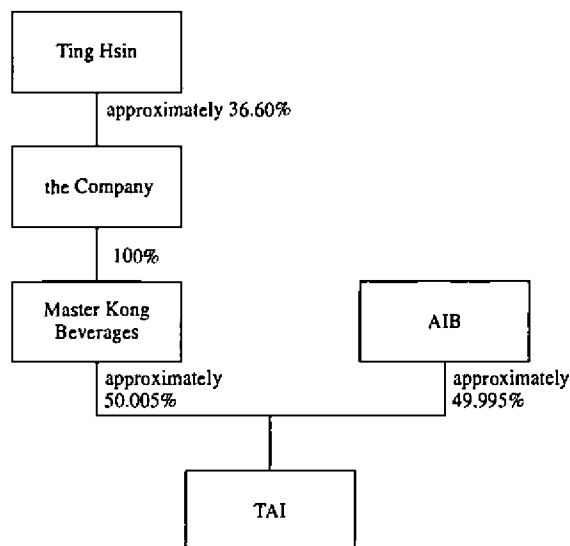 Ting Hsin
approximately 36.60%
the Company
100%
Master Kong
Beverages
AIB
approximately
50.005%
approximately
49.995%
TAI